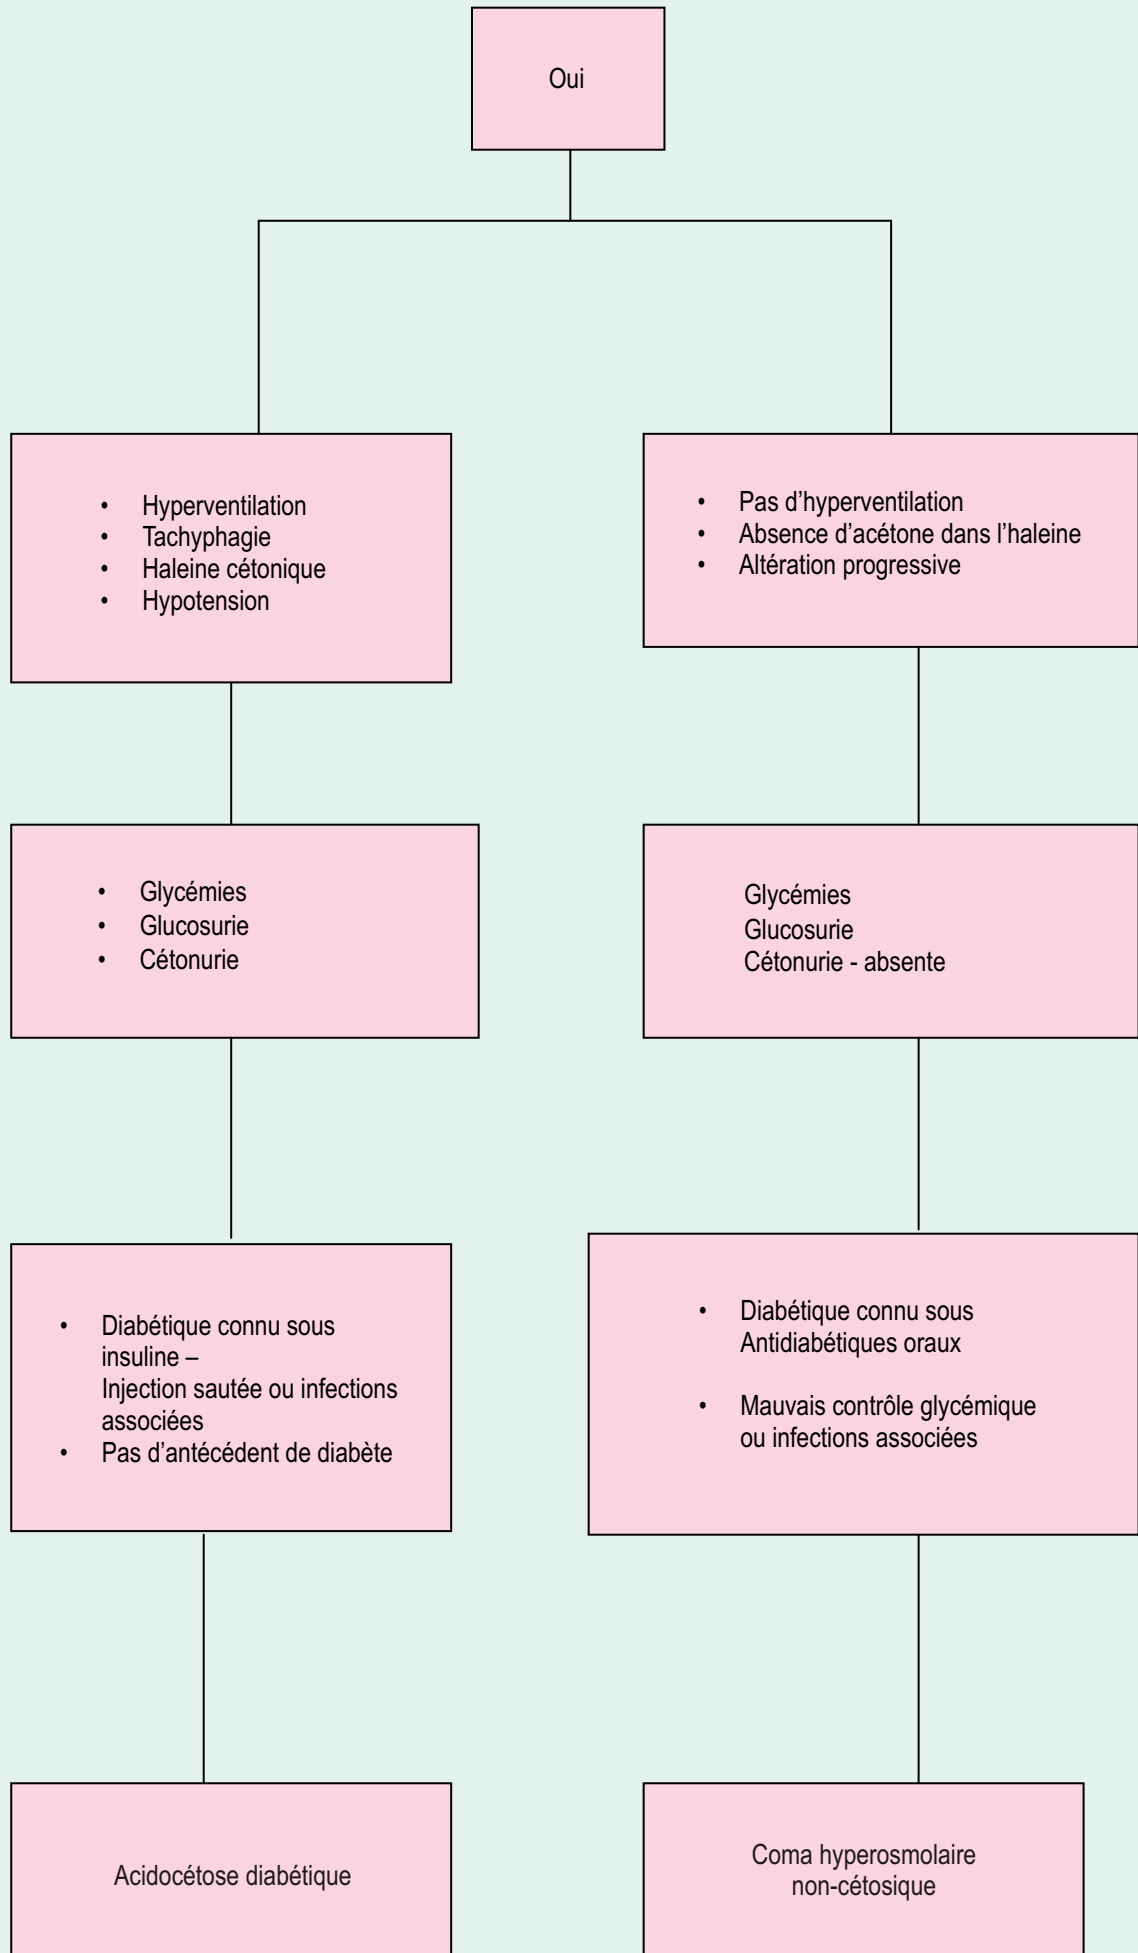 Oui
• Hyperventilation
• Tachyphagie
• Haleine cétonique
• Hypotension
• Pas d’hyperventilation
• Absence d’acétone dans l’haleine
• Altération progressive
• Glycémies
• Glucosurie
• Cétonurie
Glycémies
Glucosurie
Cétonurie - absente
• Diabétique connu sous
insuline –
Injection sautée ou infections
associées
• Pas d’antécédent de diabète
• Diabétique connu sous
Antidiabétiques oraux
• Mauvais contrôle glycémique
ou infections associées
Acidocétose diabétique
Coma hyperosmolaire
non-cétosique